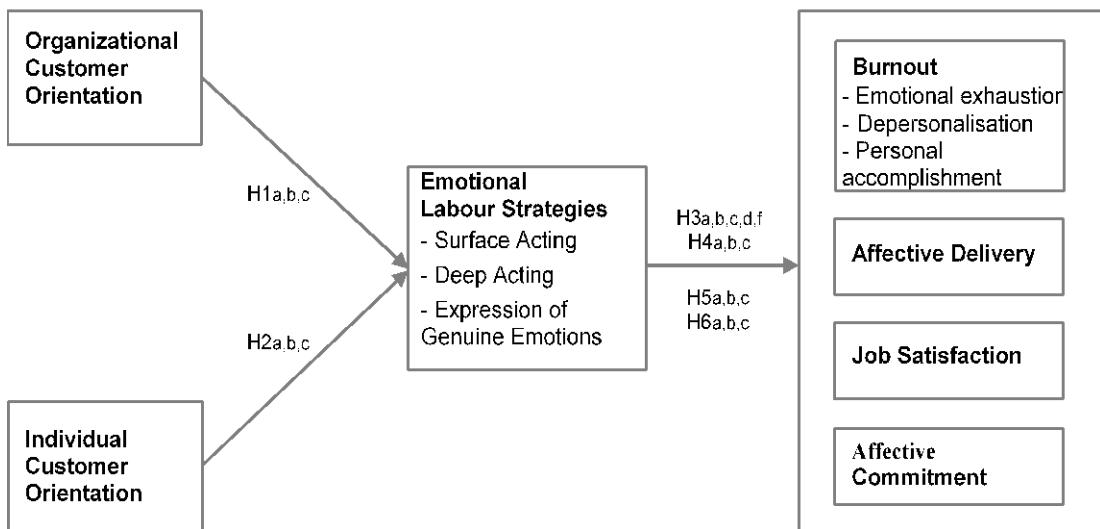 Organizational
Customer
Orientation
H1a,b,c
H2a,b,c
Individual
Customer
Orientation
Emotional
Labour Strategies
- Surface Acting
- Deep Acting
- Expression of
Genuine Emotions
H3a,b,c,d,f
H4a,b,c
H5a,b,c
H6a,b,c
Burnout
- Emotional exhaustion
- Depersonalisation
- Personal
accomplishment
Affective Delivery
Job Satisfaction
Affective
Commitment